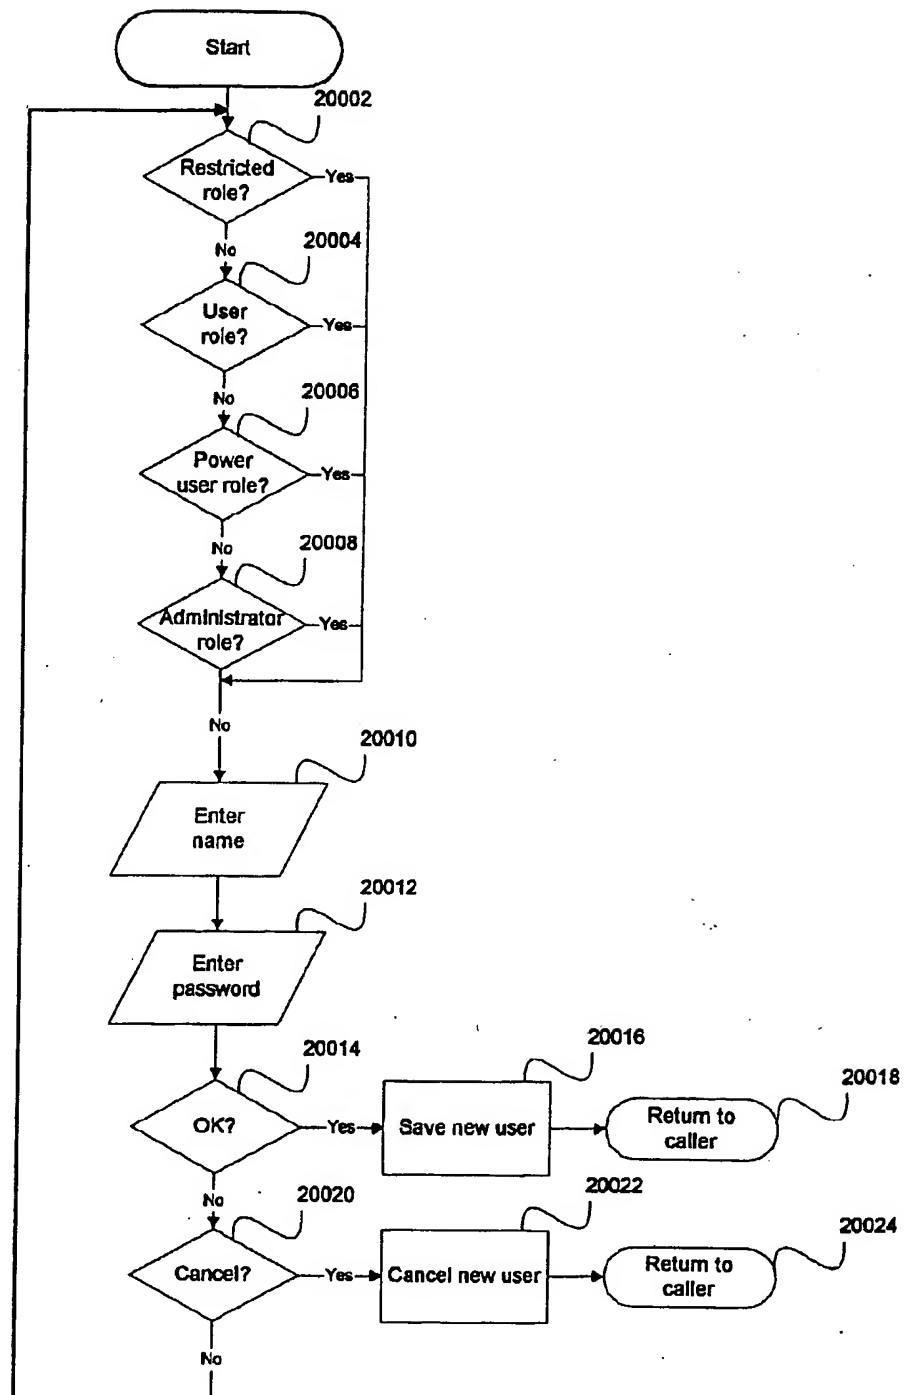 Start
20002
Restricted
role?
Yes
No
20004
User
role?
Yes
No
20006
Power
user role?
Yes
No
20008
Administrator
role?
Yes
No
20010
Enter
name
20012
Enter
password
20014
OK?
Yes
20016
Save new user
20018
Return to
caller
No
20020
Cancel?
Yes
20022
Cancel new user
20024
Return to
caller
No